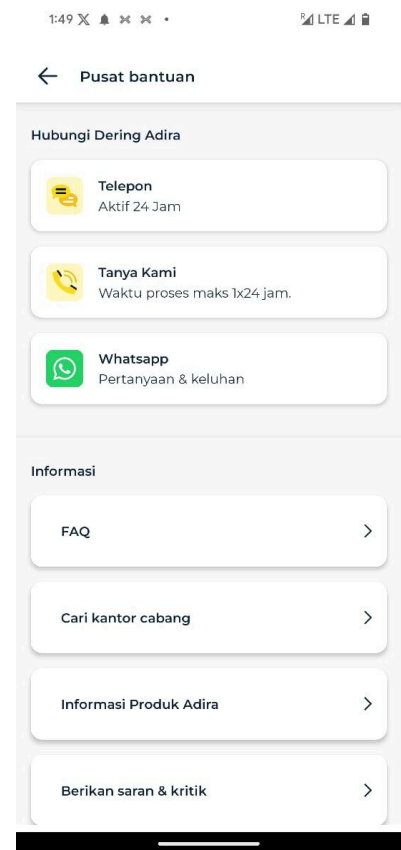 1:49
R LTE
Pusat bantuan
Hubungi Dering Adira
Telepon
Aktif 24 Jam
Tanya Kami
Waktu proses maks 1x24 jam.
Whatsapp
Pertanyaan & keluhan
Informasi
FAQ
Cari kantor cabang
Informasi Produk Adira
Berikan saran & kritik